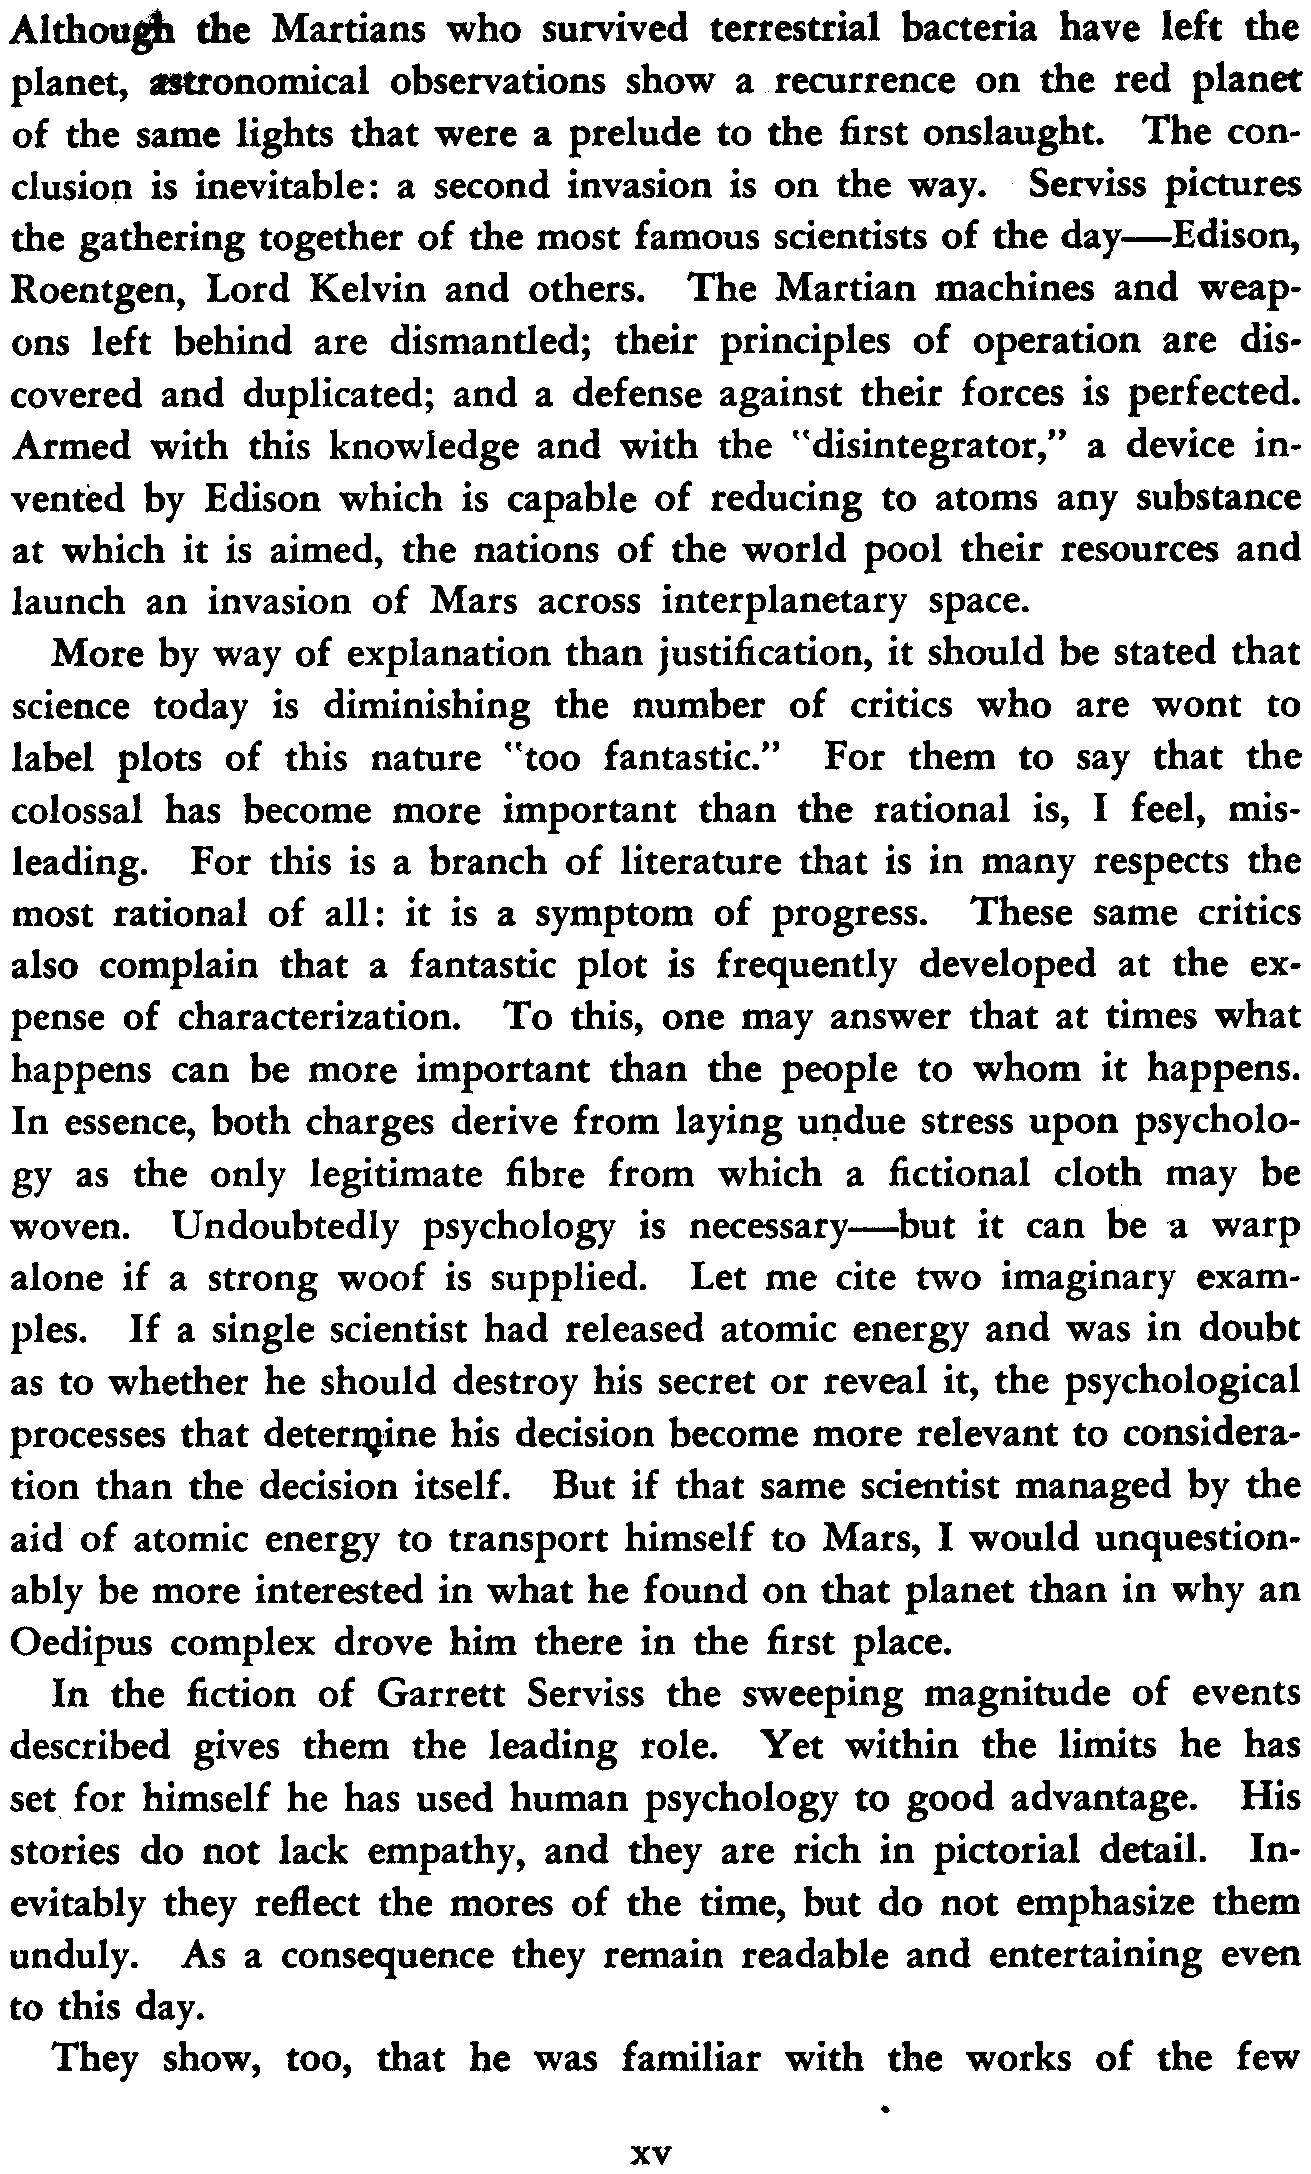 Although the Martians who survived terrestrial bacteria have left the
planet, astronomical observations show a recurrence on the red planet
of the same lights that were a prelude to the first onslaught. The con-
clusion is inevitable: a second invasion is on the way. Serviss pictures
the gathering together of the most famous scientists of the day—Edison,
Roentgen, Lord Kelvin and others. The Martian machines and weap-
ons left behind are dismantled; their principles of operation are dis-
covered and duplicated; and a defense against their forces is perfected.
Armed with this knowledge and with the "disintegrator," a device in-
vented by Edison which is capable of reducing to atoms any substance
at which it is aimed, the nations of the world pool their resources and
launch an invasion of Mars across interplanetary space.
More by way of explanation than justification, it should be stated that
science today is diminishing the number of critics who are wont to
label plots of this nature "too fantastic." For them to say that the
colossal has become more important than the rational is, I feel, mis-
leading. For this is a branch of literature that is in many respects the
most rational of all: it is a symptom of progress. These same critics
also complain that a fantastic plot is frequently developed at the ex-
pense of characterization. To this, one may answer that at times what
happens can be more important than the people to whom it happens.
In essence, both charges derive from laying undue stress upon psycholo-
gy as the only legitimate fibre from which a fictional cloth may be
woven. Undoubtedly psychology is necessary—but it can be a warp
alone if a strong woof is supplied. Let me cite two imaginary exam-
ples. If a single scientist had released atomic energy and was in doubt
as to whether he should destroy his secret or reveal it, the psychological
processes that determine his decision become more relevant to considera-
tion than the decision itself. But if that same scientist managed by the
aid of atomic energy to transport himself to Mars, I would unquestion-
ably be more interested in what he found on that planet than in why an
Oedipus complex drove him there in the first place.
In the fiction of Garrett Serviss the sweeping magnitude of events
described gives them the leading role. Yet within the limits he has
set for himself he has used human psychology to good advantage. His
stories do not lack empathy, and they are rich in pictorial detail. In-
evitably they reflect the mores of the time, but do not emphasize them
unduly. As a consequence they remain readable and entertaining even
to this day.
They show, too, that he was familiar with the works of the few
xv